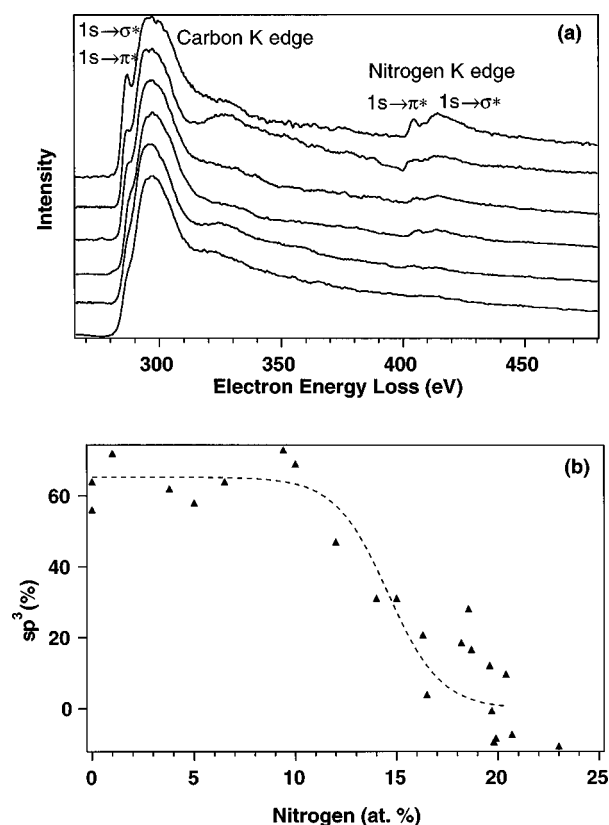 (a)
1s→σ*
Carbon K edge
1s→π*
Nitrogen K edge
1s→π* 1s→σ*
Intensity
300 350 400 450
Electron Energy Loss (eV)
(b)
60
40
20
0
sp³(%)
0 5 10 15 20 25
Nitrogen (at. %)